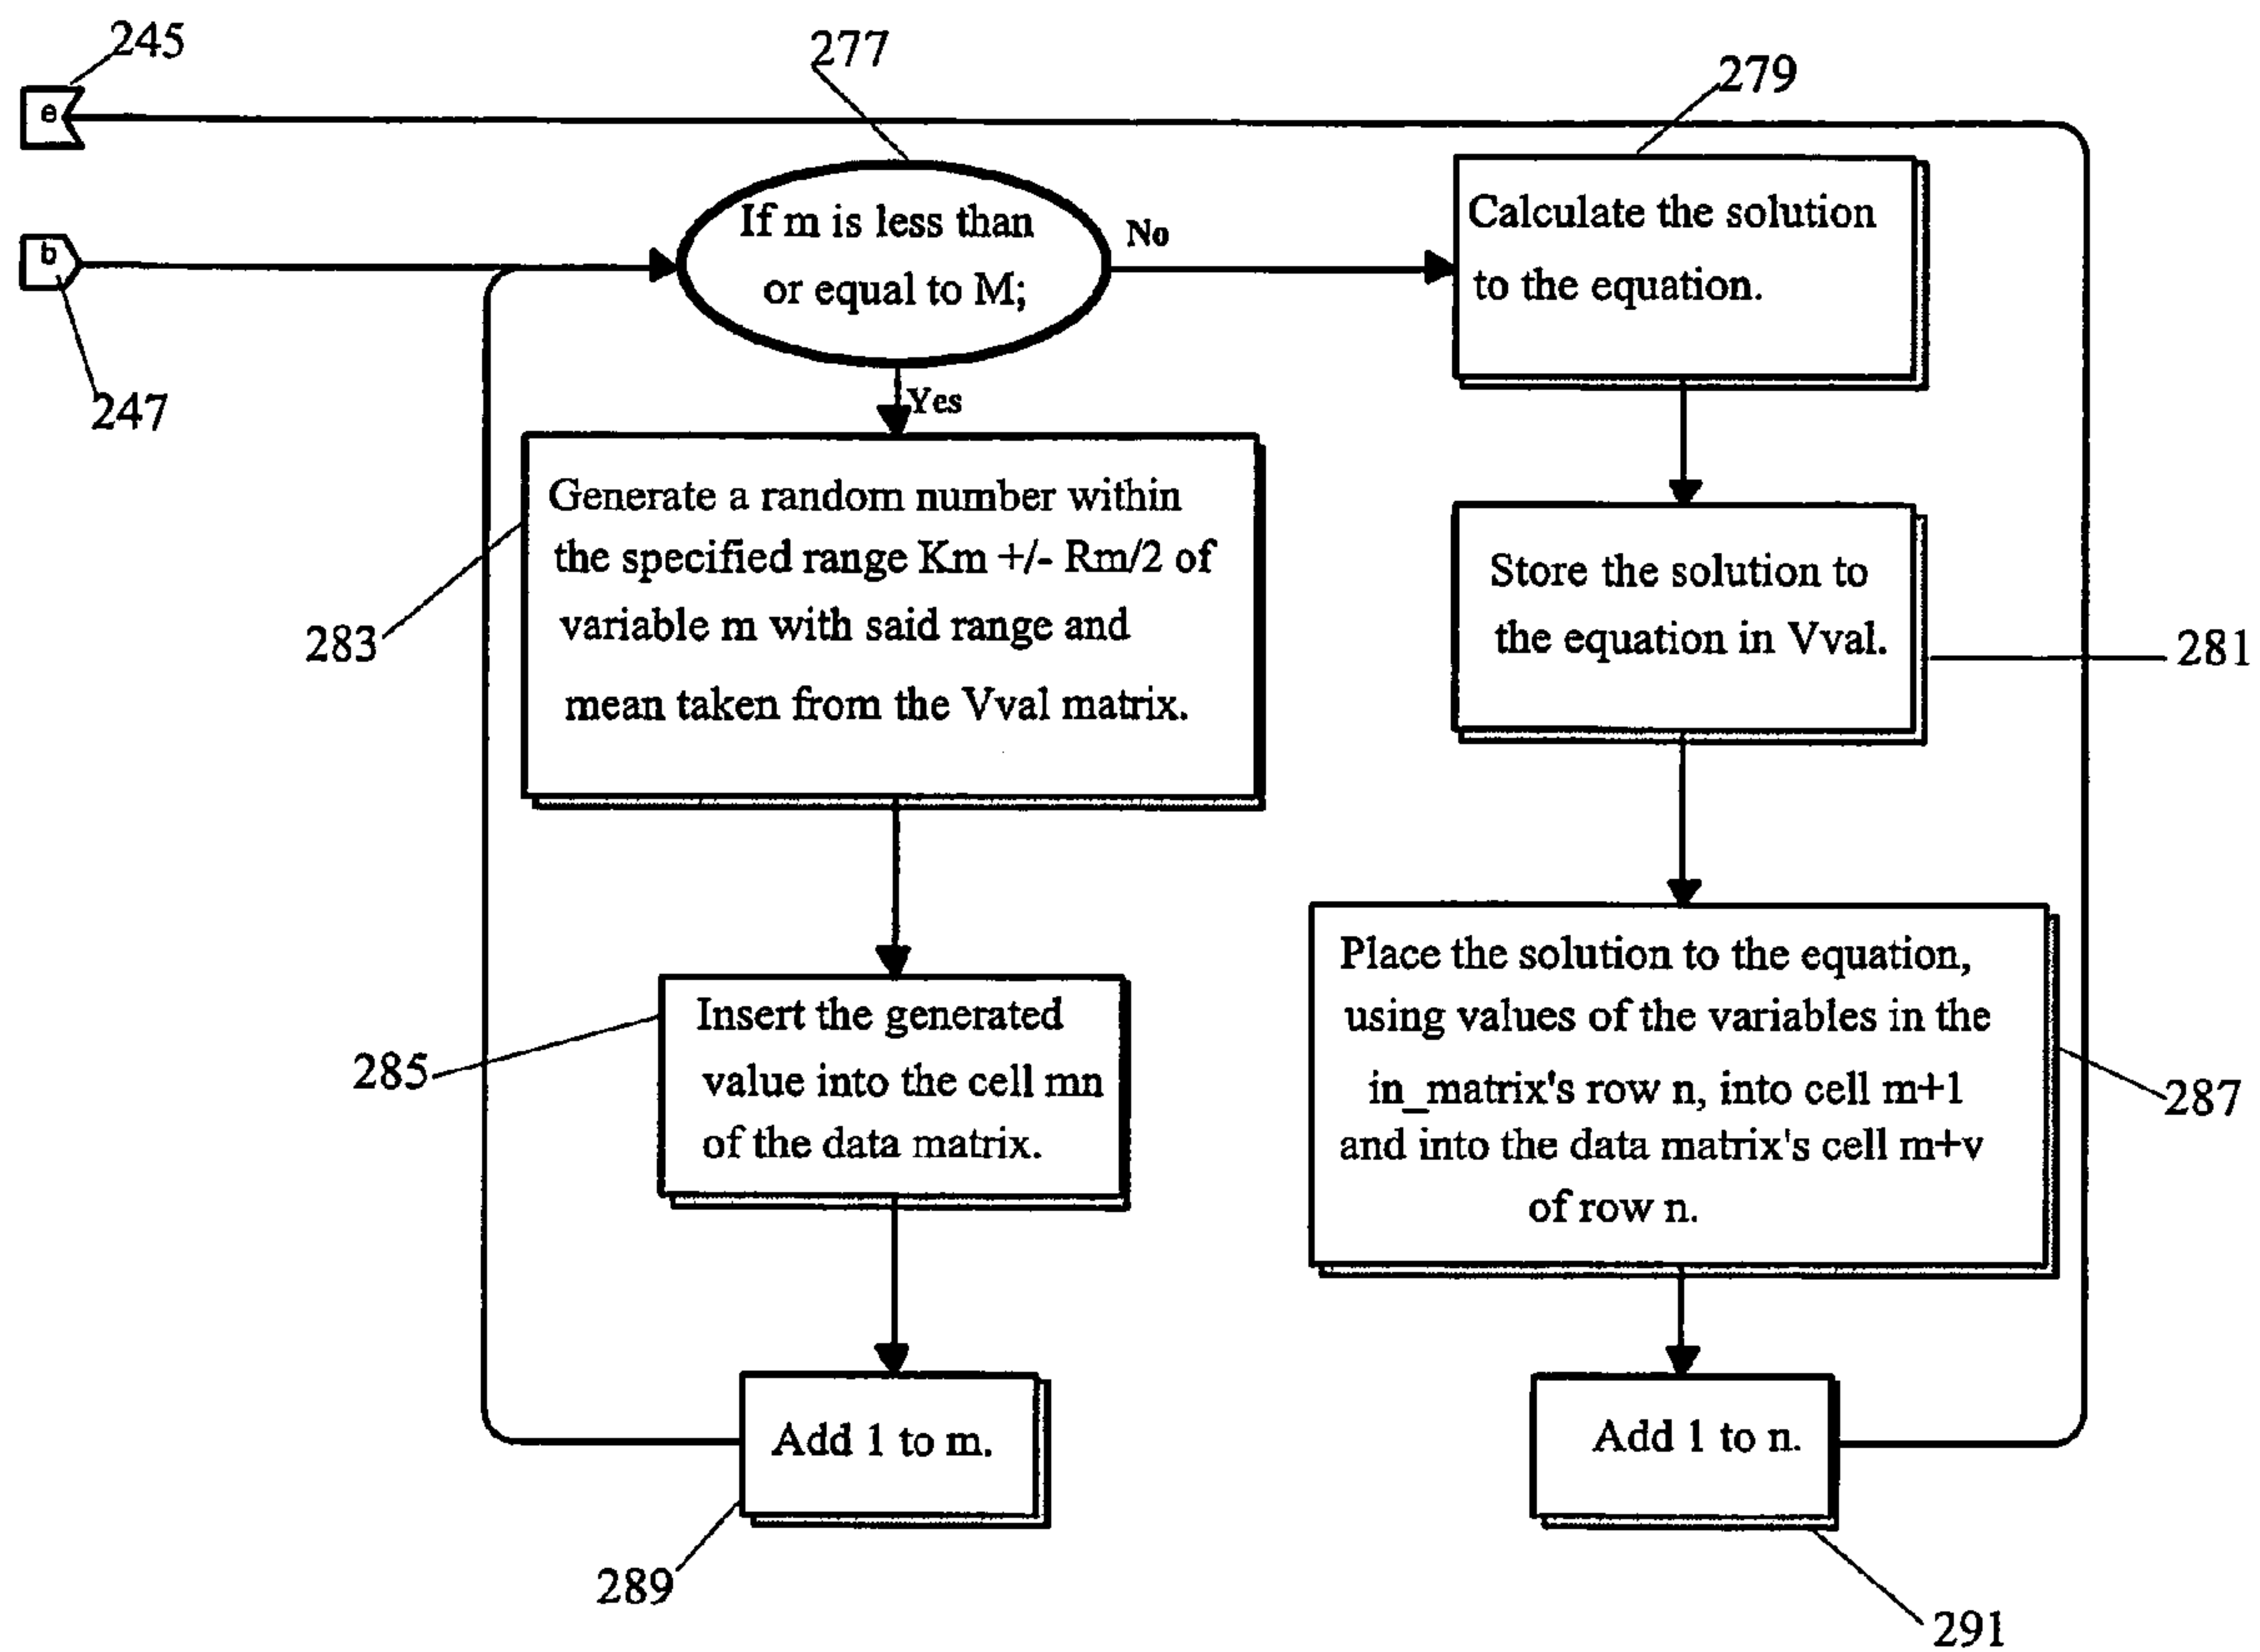 245
277
279
e
If m is less than
or equal to M;
No
Calculate the solution
to the equation.
b
247
Yes
Generate a random number within
the specified range Km +/- Rm/2 of
variable m with said range and
mean taken from the Vval matrix.
283
Store the solution to
the equation in Vval.
281
Insert the generated
value into the cell mn
of the data matrix.
285
Place the solution to the equation,
using values of the variables in the
in_matrix's row n, into cell m+1
and into the data matrix's cell m+v
of row n.
287
Add 1 to m.
289
Add 1 to n.
291